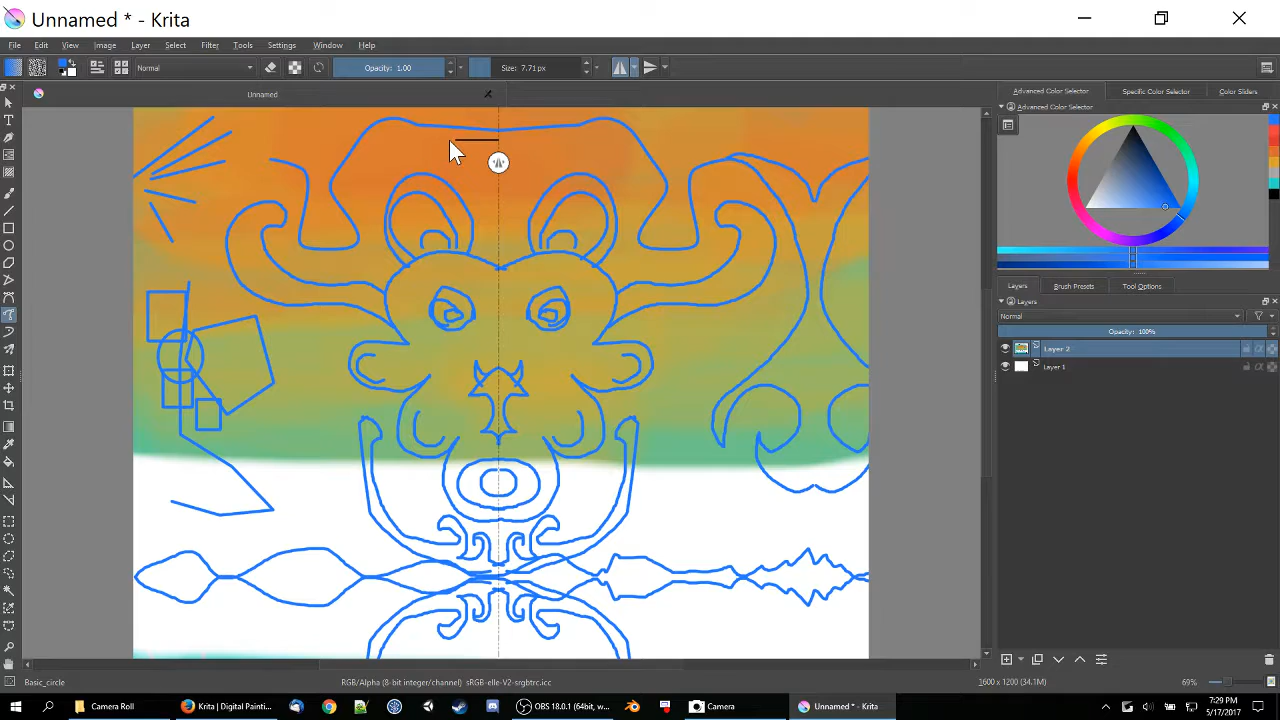 Unnamed * - Krita
File Edit View Image Layer Select Filter Tools Settings Window Help
Normal Opacity: 1.00 Size: 7.71 px
Unnamed
Advanced Color Selector Specific Color Selector Color Sliders
Advanced Color Selector
Layers Brush Presets Tool Options
Layers
Normal
Opacity: 100%
Layer 2
Layer 1
Basic_circle RGB/Alpha (8-bit integer/channel) sRGB-elle-V2-srgbtrc.icc 1600 x 1200 (34.1M) 69%
Camera Roll Krita | Digital Painti... OBS 18.0.1 (64bit, w... Camera Unnamed * - Krita 7:29 PM
5/17/2017